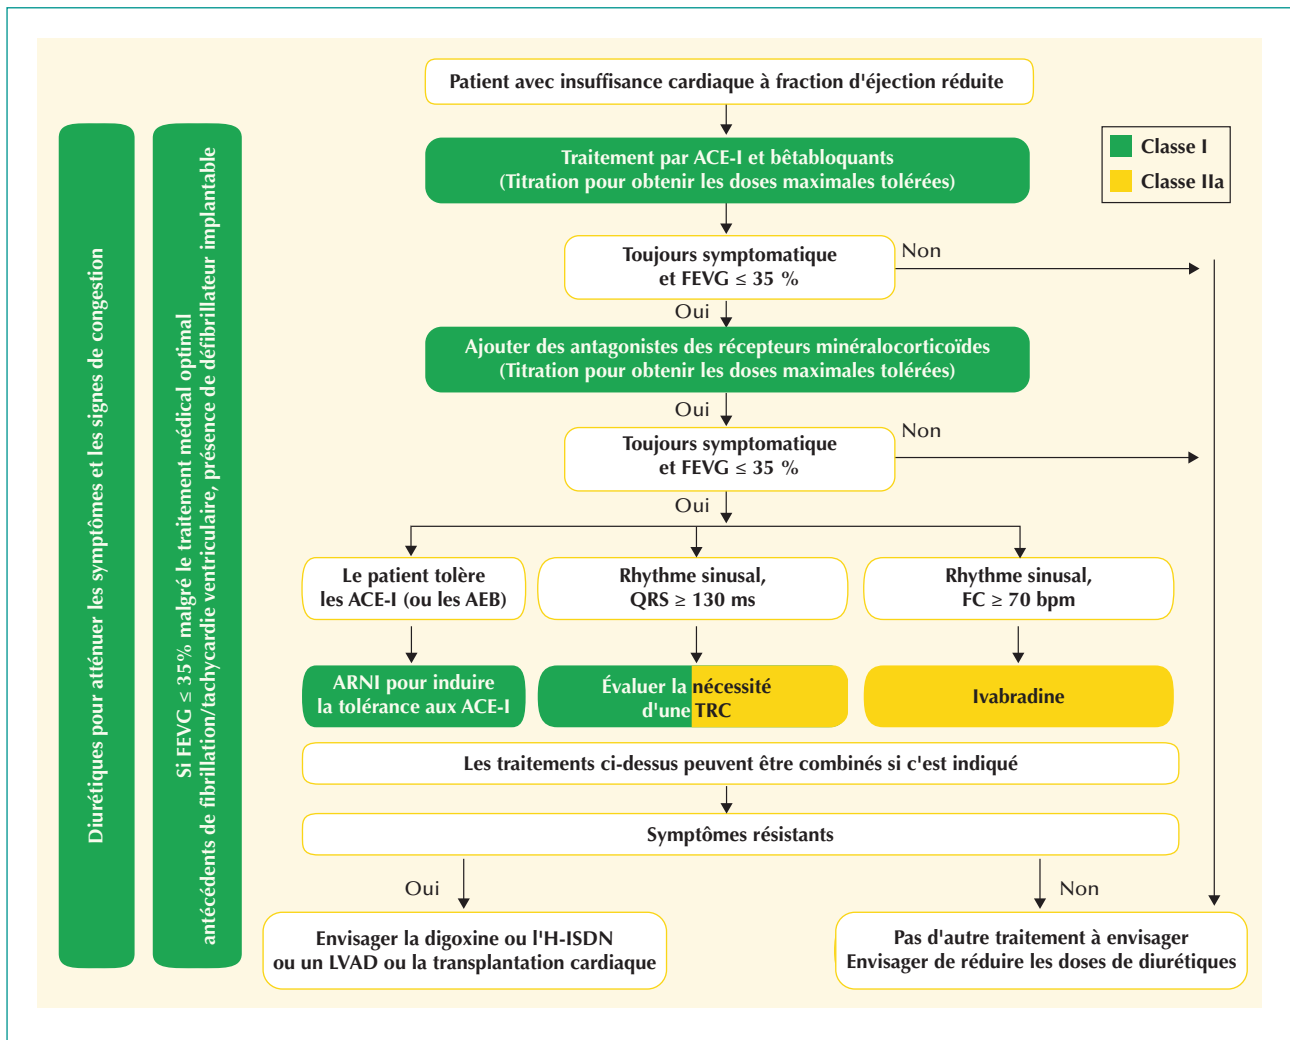 Patient avec insuffisance cardiaque à fraction d'éjection réduite
Diurétiques pour atténuer les symptômes et les signes de congestion
Si FEVG ≤ 35% malgré le traitement médical optimal
antécédents de fibrillation/tachycardie ventriculaire, présence de défibrillateur implantable
Classe I
Classe IIa
Traitement par ACE-I et bêtabloquants
(Titration pour obtenir les doses maximales tolérées)
Toujours symptomatique
et FEVG ≤ 35 %
Non
Oui
Ajouter des antagonistes des récepteurs minéralocorticoïdes
(Titration pour obtenir les doses maximales tolérées)
Oui
Toujours symptomatique
et FEVG ≤ 35 %
Non
Oui
Le patient tolère
les ACE-I (ou les AEB)
Rhythme sinusal,
QRS ≥ 130 ms
Rhythme sinusal,
FC ≥ 70 bpm
ARNI pour induire
la tolérance aux ACE-I
Évaluer la nécessité
d'une TRC
Ivabradine
Les traitements ci-dessus peuvent être combinés si c'est indiqué
Symptômes résistants
Oui
Non
Envisager la digoxine ou l'H-ISDN
ou un LVAD ou la transplantation cardiaque
Pas d'autre traitement à envisager
Envisager de réduire les doses de diurétiques